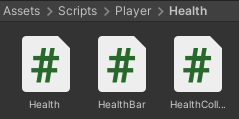 Assets > Scripts > Player > Health
# # #
Health HealthBar HealthColl...